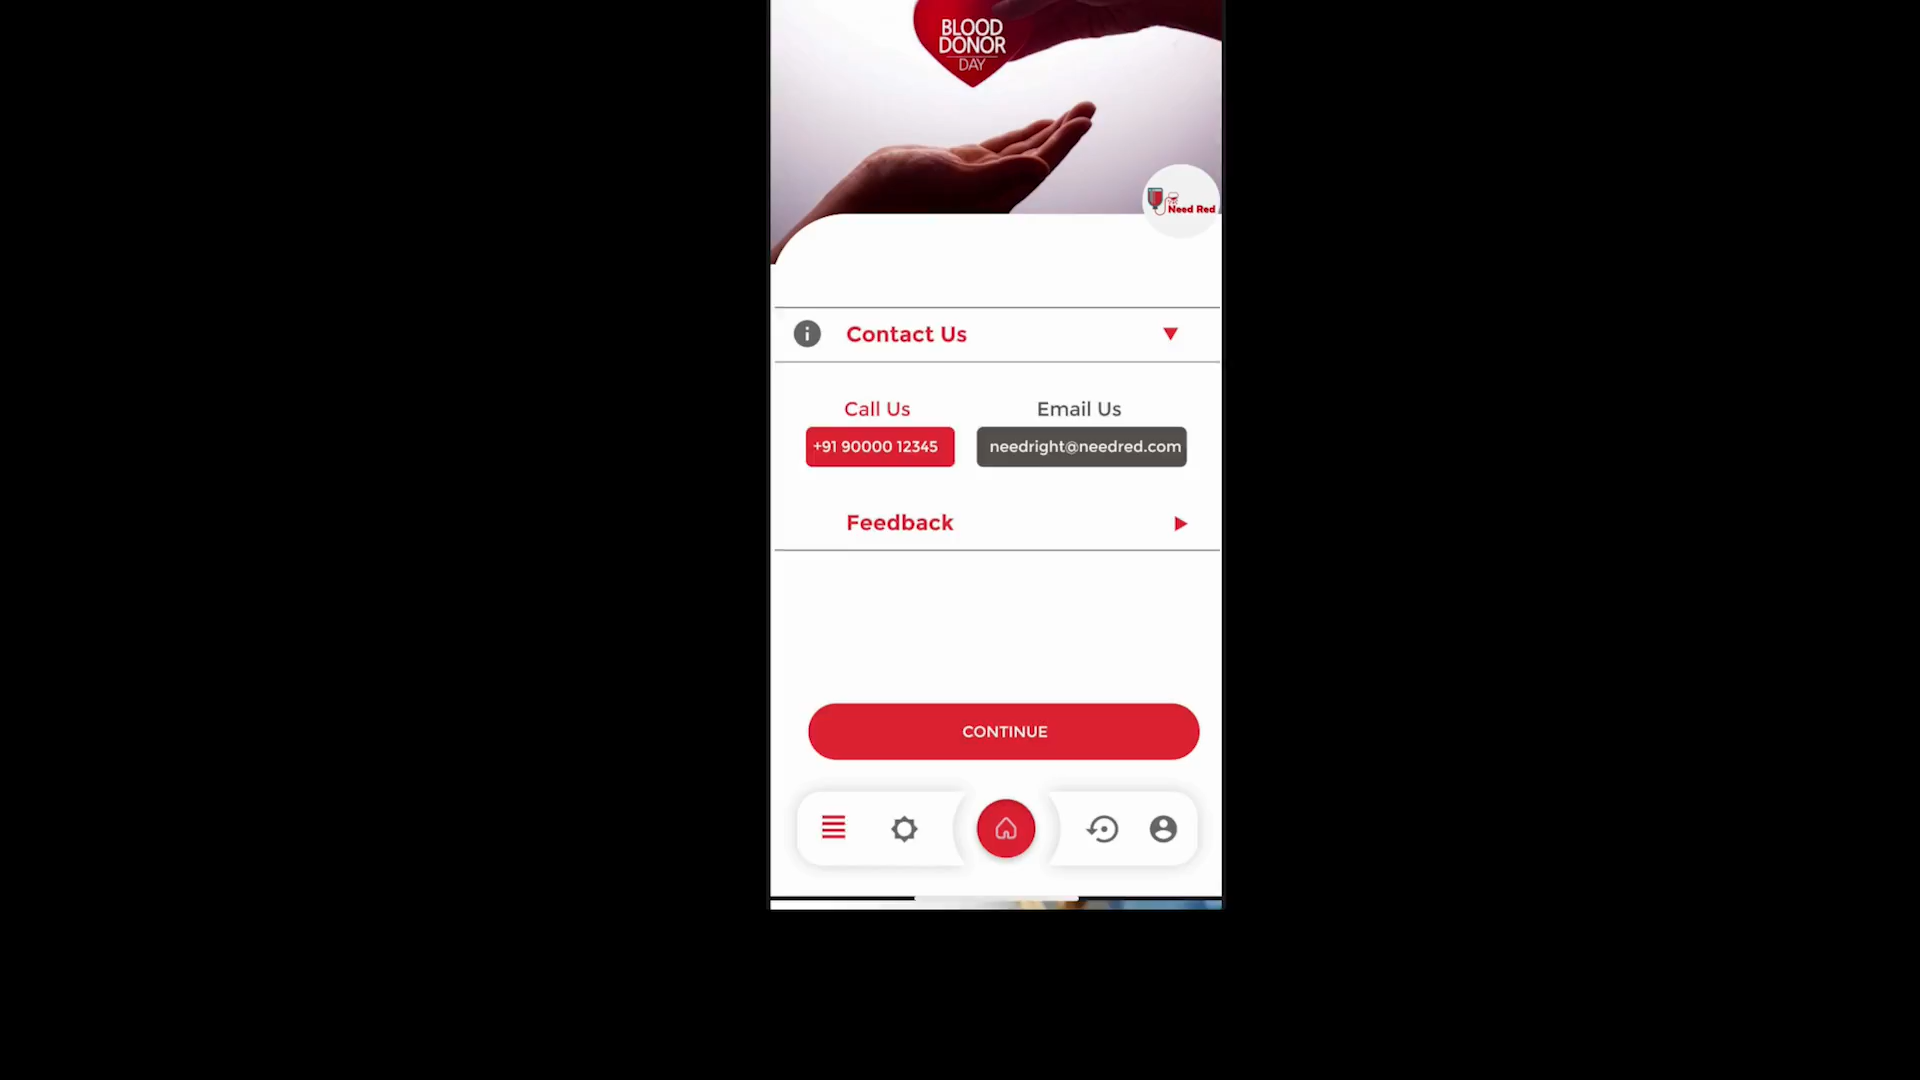 BLOOD
DONOR
DAY
Need Red
Contact Us
Call Us
Email Us
+91 90000 12345
needright@needred.com
Feedback
CONTINUE